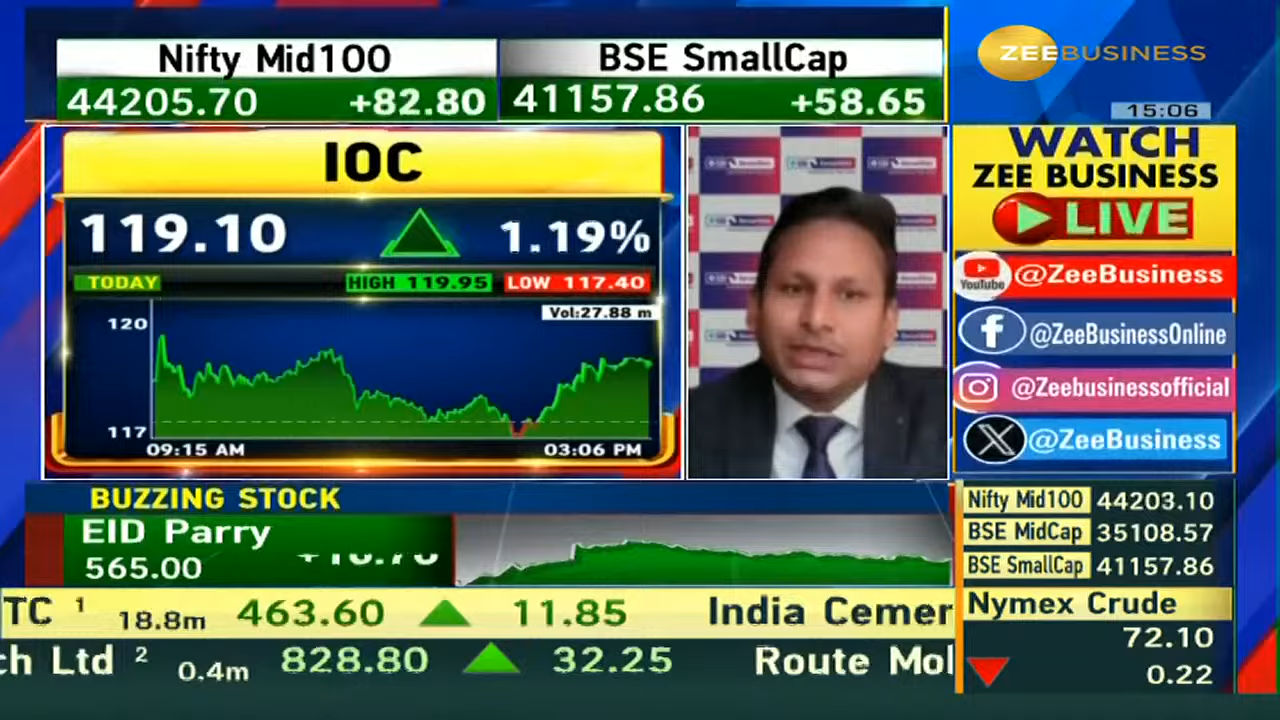 Nifty Mid100
44205.70 +82.80
BSE SmallCap
41157.86 +58.65
ZEEBUSINESS
15:06
IOC
119.10 1.19%
TODAY HIGH 119.95 LOW 117.40
Vol:27.88 m
120
117
09:15 AM 03:06 PM
WATCH
ZEE BUSINESS
LIVE
YouTube @ZeeBusiness
@ZeeBusinessOnline
@Zeebusinessofficial
@ZeeBusiness
BUZZING STOCK
EID Parry
565.00
Nifty Mid100 44203.10
BSE MidCap 35108.57
BSE SmallCap 41157.86
Nymex Crude
72.10
0.22
TC 1 18.8m 463.60 11.85 India Cemer
ch Ltd 2 0.4m 828.80 32.25 Route Mol